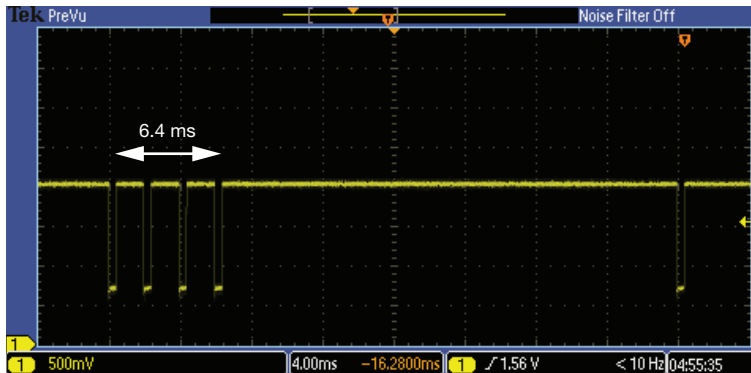 Tek PreVu Noise Filter Off
T
T
6.4 ms
1
1 500mV 4.00ms -16.2800ms 1 1.56 V < 10 Hz 04:55:35